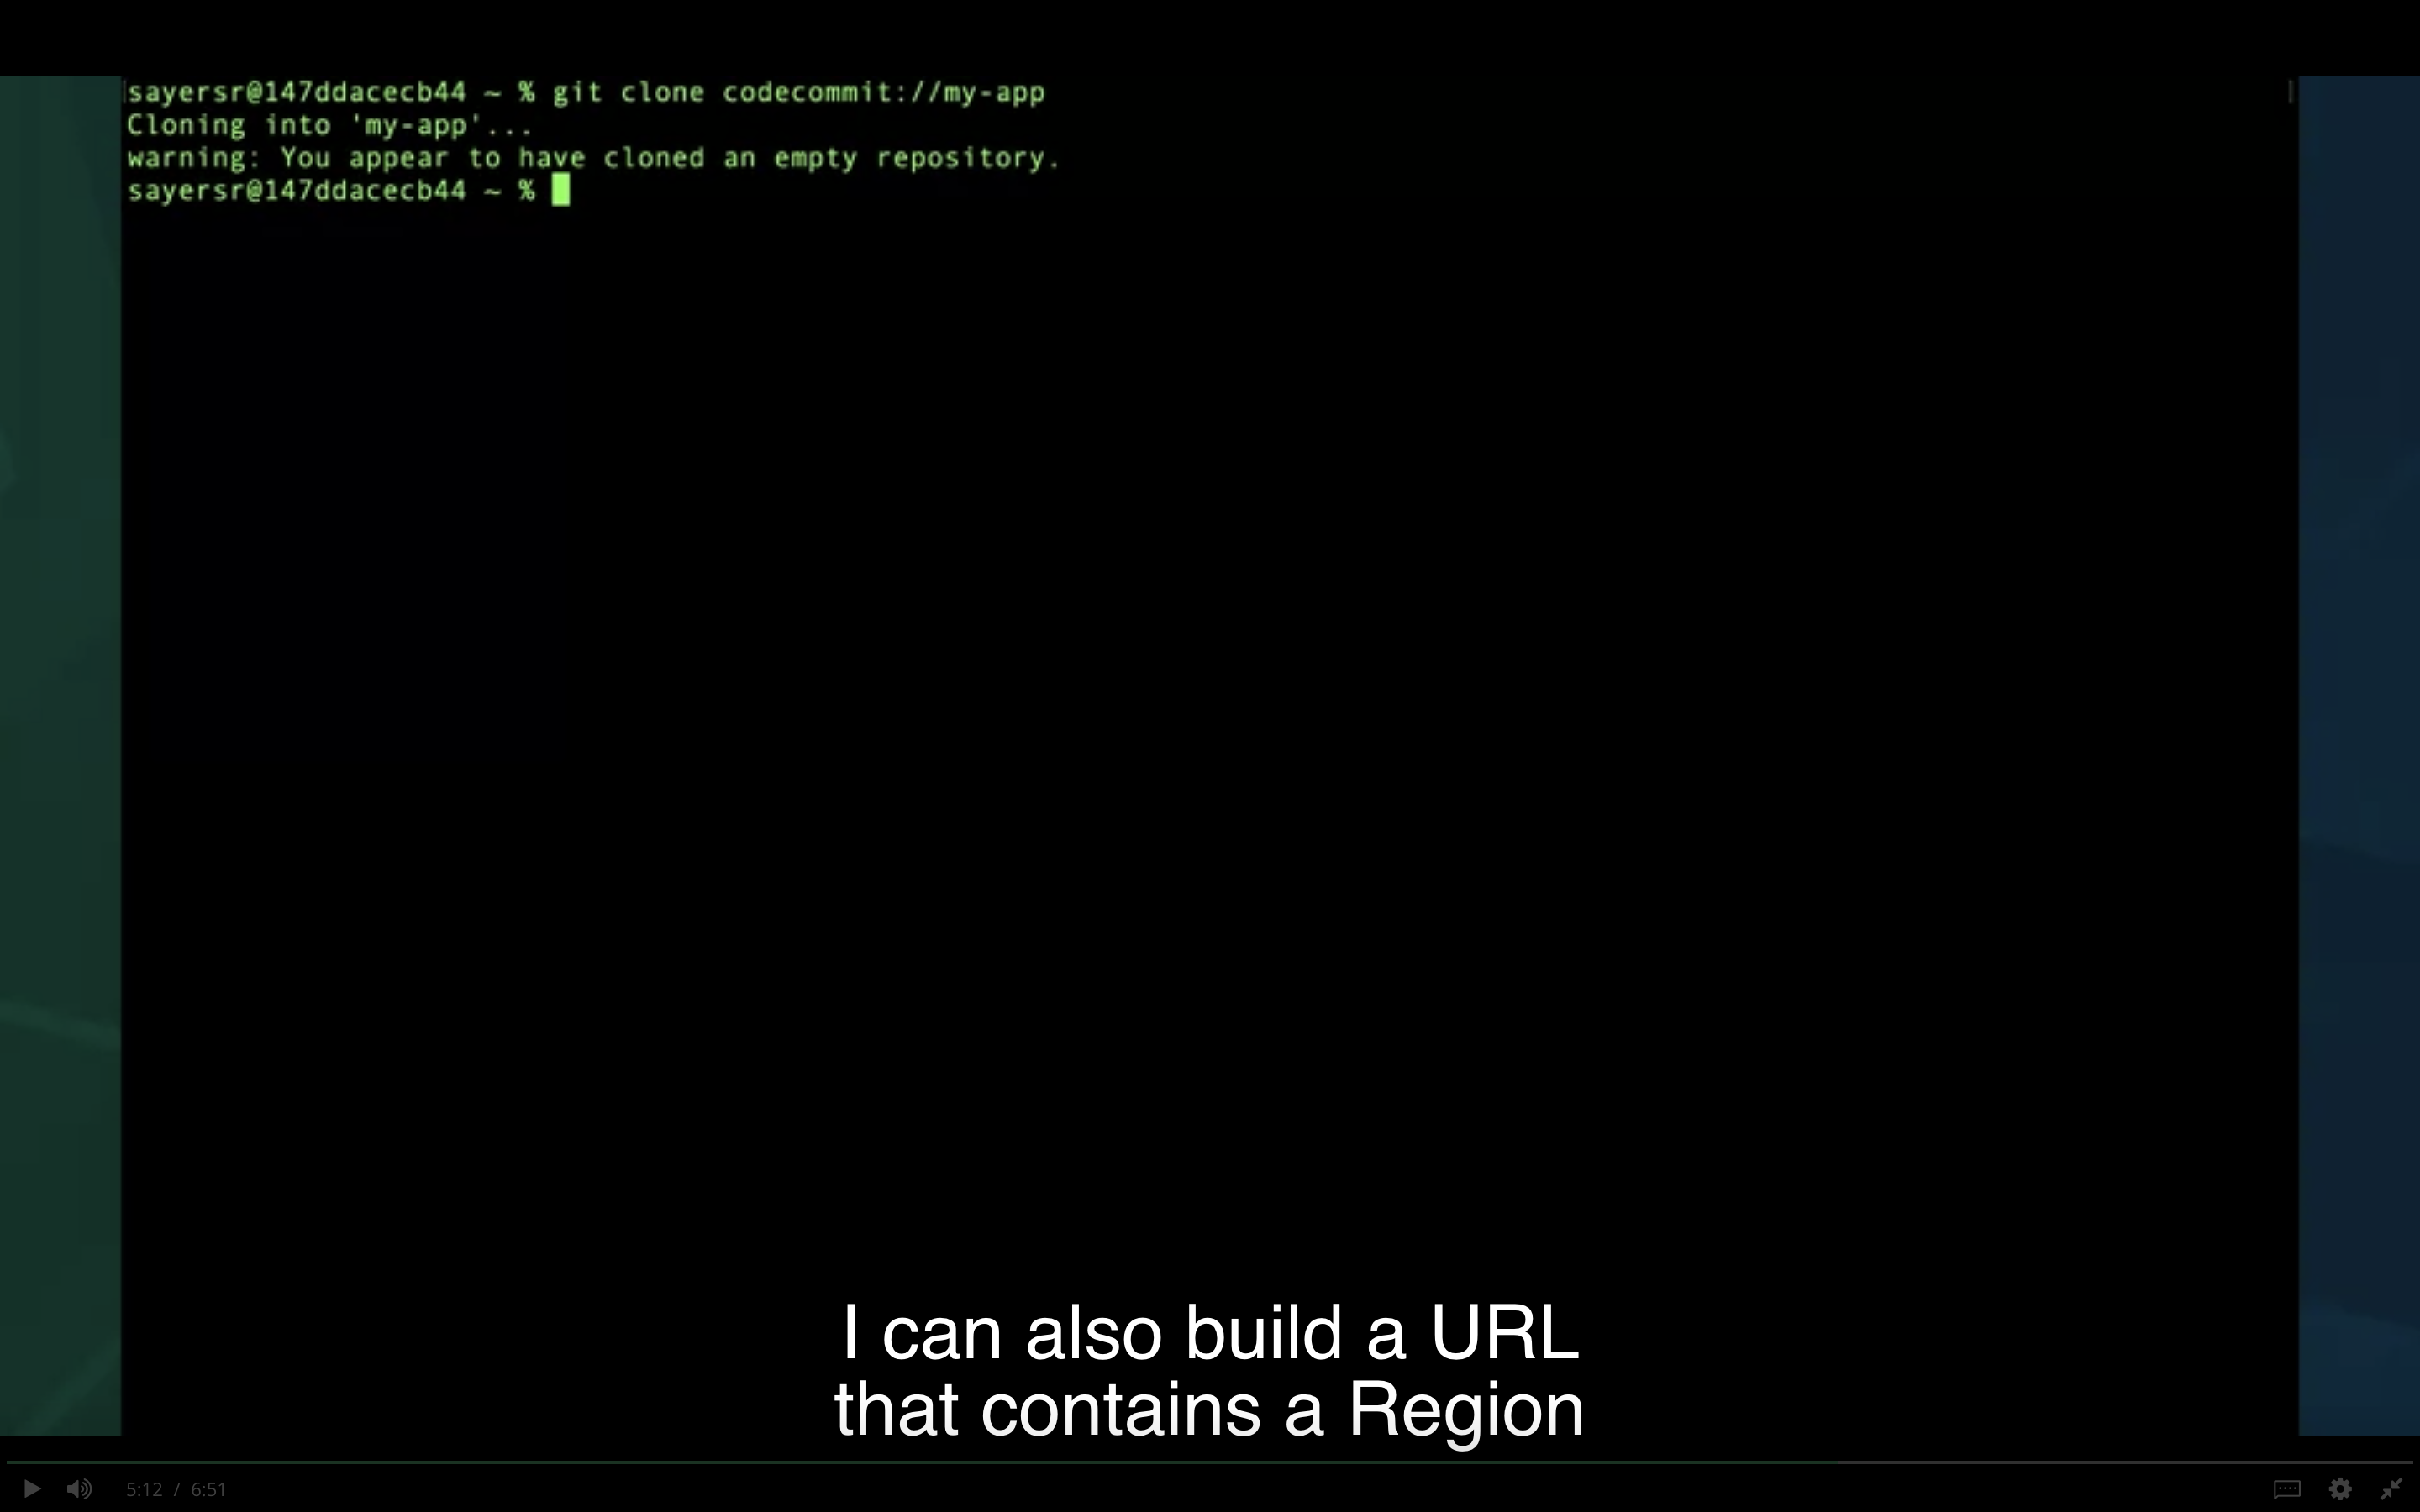 sayersr@147ddacecb44 ~ % git clone codecommit://my-app
Cloning into 'my-app'...
warning: You appear to have cloned an empty repository.
sayersr@147ddacecb44 ~ %
I can also build a URL
that contains a Region
5:12 / 6:51